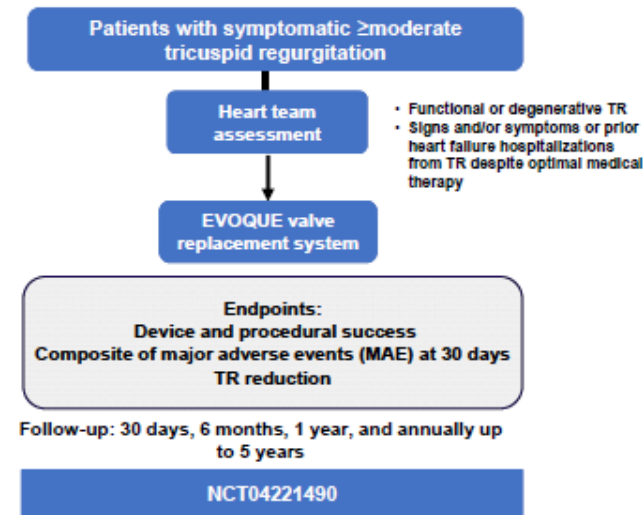 Patients with symptomatic ≥moderate
tricuspid regurgitation
Heart team
assessment
• Functional or degenerative TR
• Signs and/or symptoms or prior
heart failure hospitalizations
from TR despite optimal medical
therapy
EVOQUE valve
replacement system
Endpoints:
Device and procedural success
Composite of major adverse events (MAE) at 30 days
TR reduction
Follow-up: 30 days, 6 months, 1 year, and annually up
to 5 years
NCT04221490